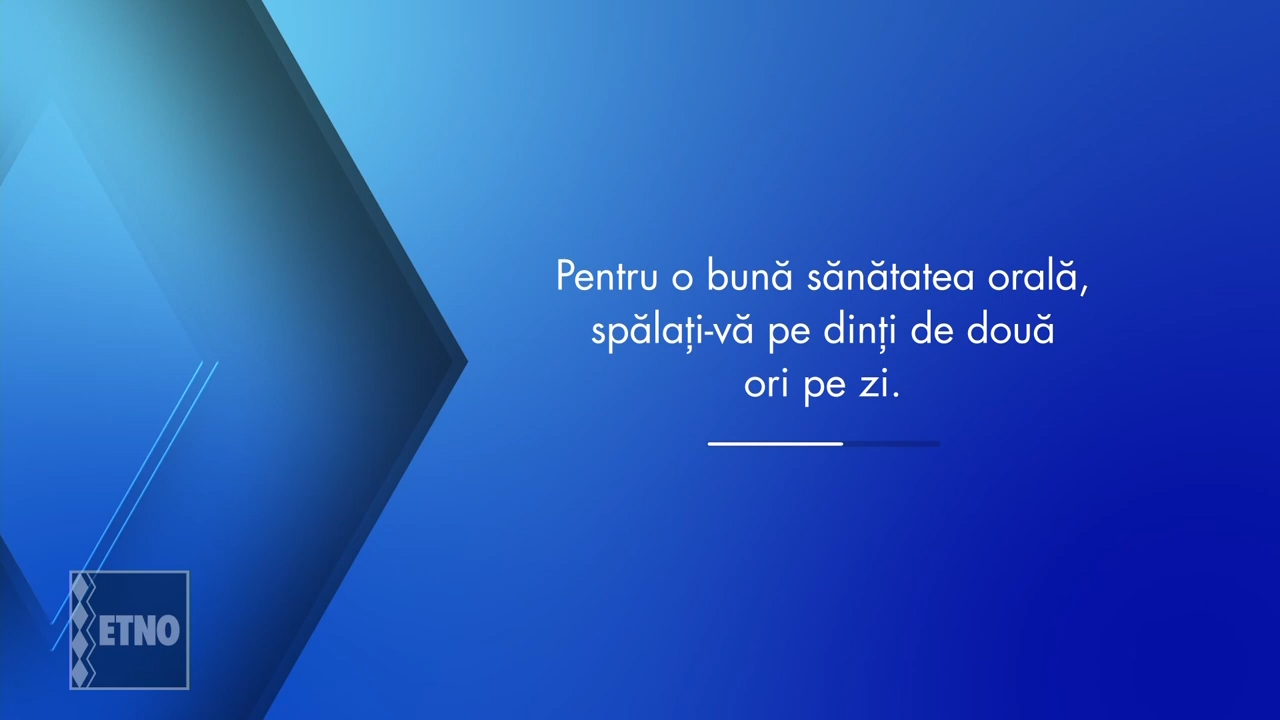 Pentru o bună sănătatea orală,
spălați-vă pe dinți de două
ori pe zi.
ETNO